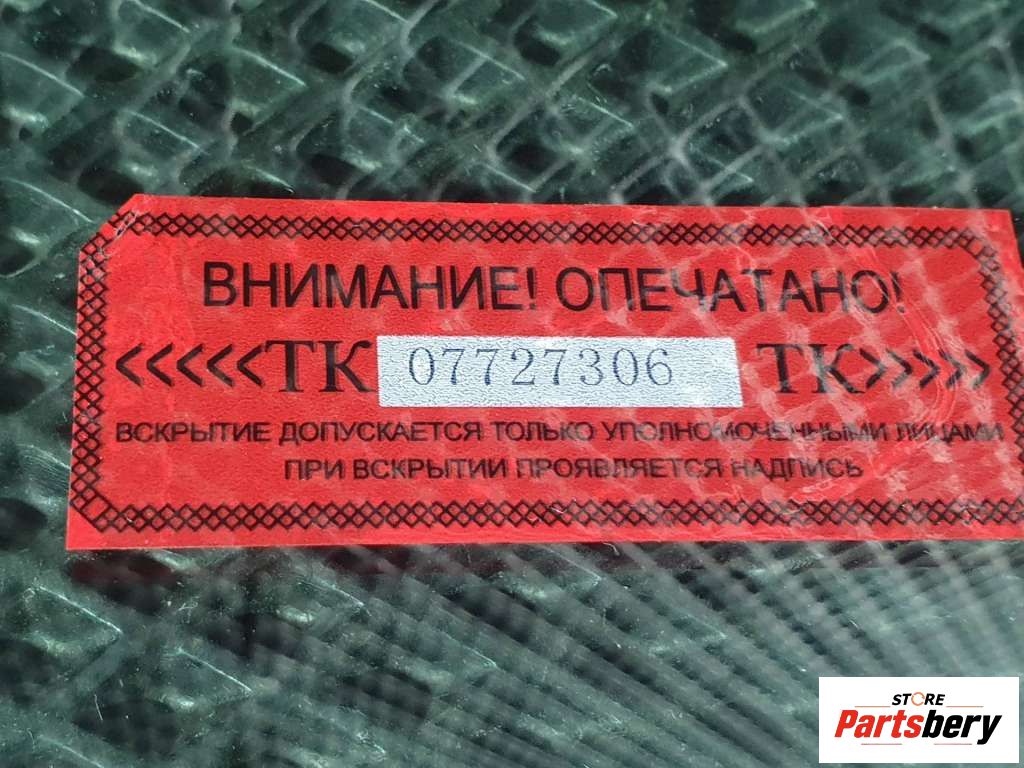 ВНИМАНИЕ! ОПЕЧАТАНО!
<<<<<ТК 07727306 ТК>>>>>
ВСКРЫТИЕ ДОПУСКАЕТСЯ ТОЛЬКО УПОЛНОМОЧЕННЫМИ ЛИЦАМИ
ПРИ ВСКРЫТИИ ПРОЯВЛЯЕТСЯ НАДПИСЬ
STORE
Partsbery